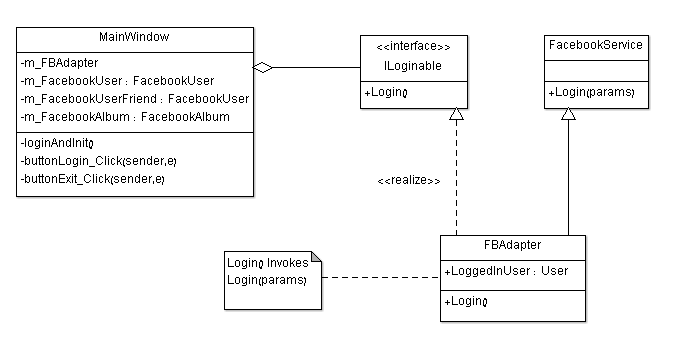 MainWindow
-m_FBAdapter
-m_FacebookUser : FacebookUser
-m_FacebookUserFriend : FacebookUser
-m_FacebookAlbum : FacebookAlbum
-loginAndInit()
-buttonLogin_Click(sender,e)
-buttonExit_Click(sender,e)
<<interface>>
ILoginable
+Login()
FacebookService
+Login(params)
<<realize>>
FBAdapter
+LoggedInUser : User
+Login()
Login() Invokes
Login(params)